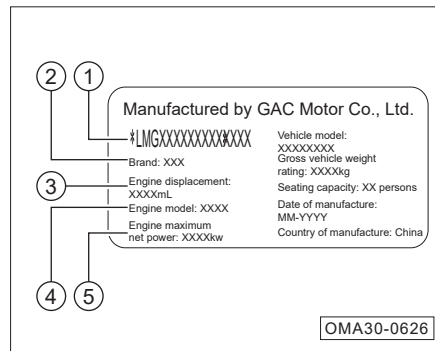 2
1
3
4
5
Manufactured by GAC Motor Co., Ltd.
*LMGXXXXXXXXX*XXXX
Brand: XXX
Engine displacement:
XXXXmL
Engine model: XXXX
Engine maximum
net power: XXXXkw
Vehicle model:
XXXXXXXX
Gross vehicle weight
rating: XXXXkg
Seating capacity: XX persons
Date of manufacture:
MM-YYYY
Country of manufacture: China
OMA30-0626